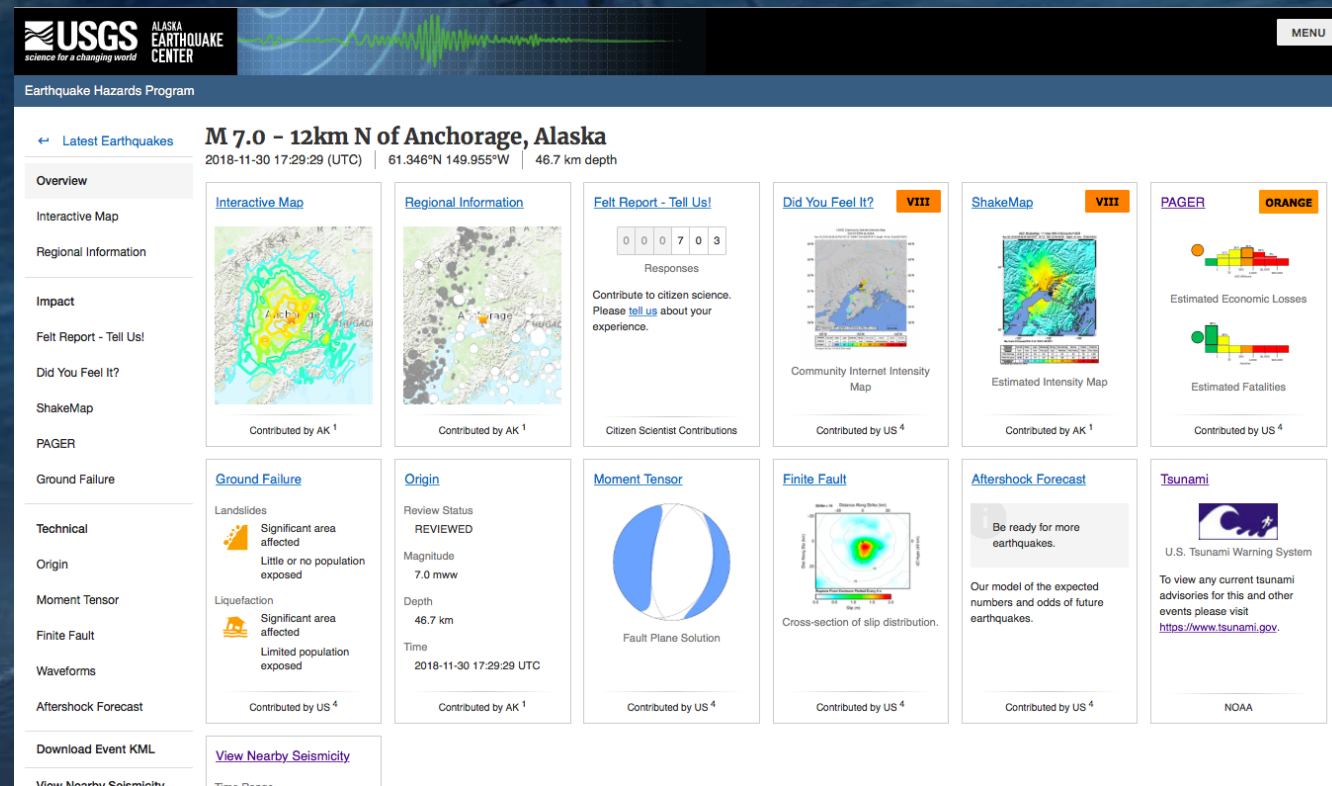 USGS
science for a changing world
ALASKA
EARTHQUAKE
CENTER
MENU
Earthquake Hazards Program
↩ Latest Earthquakes
Overview
Interactive Map
Regional Information
Impact
Felt Report - Tell Us!
Did You Feel It?
ShakeMap
PAGER
Ground Failure
Technical
Origin
Moment Tensor
Finite Fault
Waveforms
Aftershock Forecast
Download Event KML
View Nearby Seismicity
M 7.0 - 12km N of Anchorage, Alaska
2018-11-30 17:29:29 (UTC) | 61.346°N 149.955°W | 46.7 km depth
Interactive Map
Anchorage
CHUGAC
Contributed by AK 1
Regional Information
Contributed by AK 1
Felt Report - Tell Us!
0 0 0 7 0 3
Responses
Contribute to citizen science.
Please tell us about your
experience.
Citizen Scientist Contributions
Did You Feel It?
VIII
Community Internet Intensity
Map
Contributed by US 4
ShakeMap
VIII
Estimated Intensity Map
Contributed by AK 1
PAGER
ORANGE
Estimated Economic Losses
Estimated Fatalities
Contributed by US 4
Ground Failure
Landslides
Significant area
affected
Little or no population
exposed
Liquefaction
Significant area
affected
Limited population
exposed
Contributed by US 4
Origin
Review Status
REVIEWED
Magnitude
7.0 mww
Depth
46.7 km
Time
2018-11-30 17:29:29 UTC
Contributed by AK 1
Moment Tensor
Fault Plane Solution
Contributed by US 4
Finite Fault
Distance Along Strike (km)
Slip (m)
Cross-section of slip distribution.
Contributed by US 4
Aftershock Forecast
Be ready for more
earthquakes.
Our model of the expected
numbers and odds of future
earthquakes.
Contributed by US 4
Tsunami
U.S. Tsunami Warning System
To view any current tsunami
advisories for this and other
events please visit
https://www.tsunami.gov.
NOAA
View Nearby Seismicity
Time Range